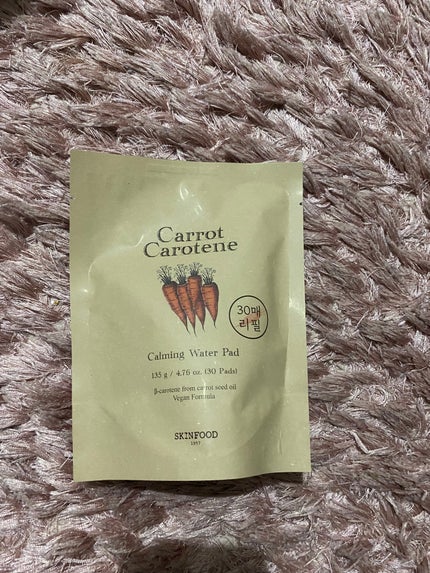 Carrot
Carotene
30매
리필
Calming Water Pad
135 g / 4.76 oz. (30 Pads)
β-carotene from carrot seed oil
Vegan Formula
SKINFOOD
1957